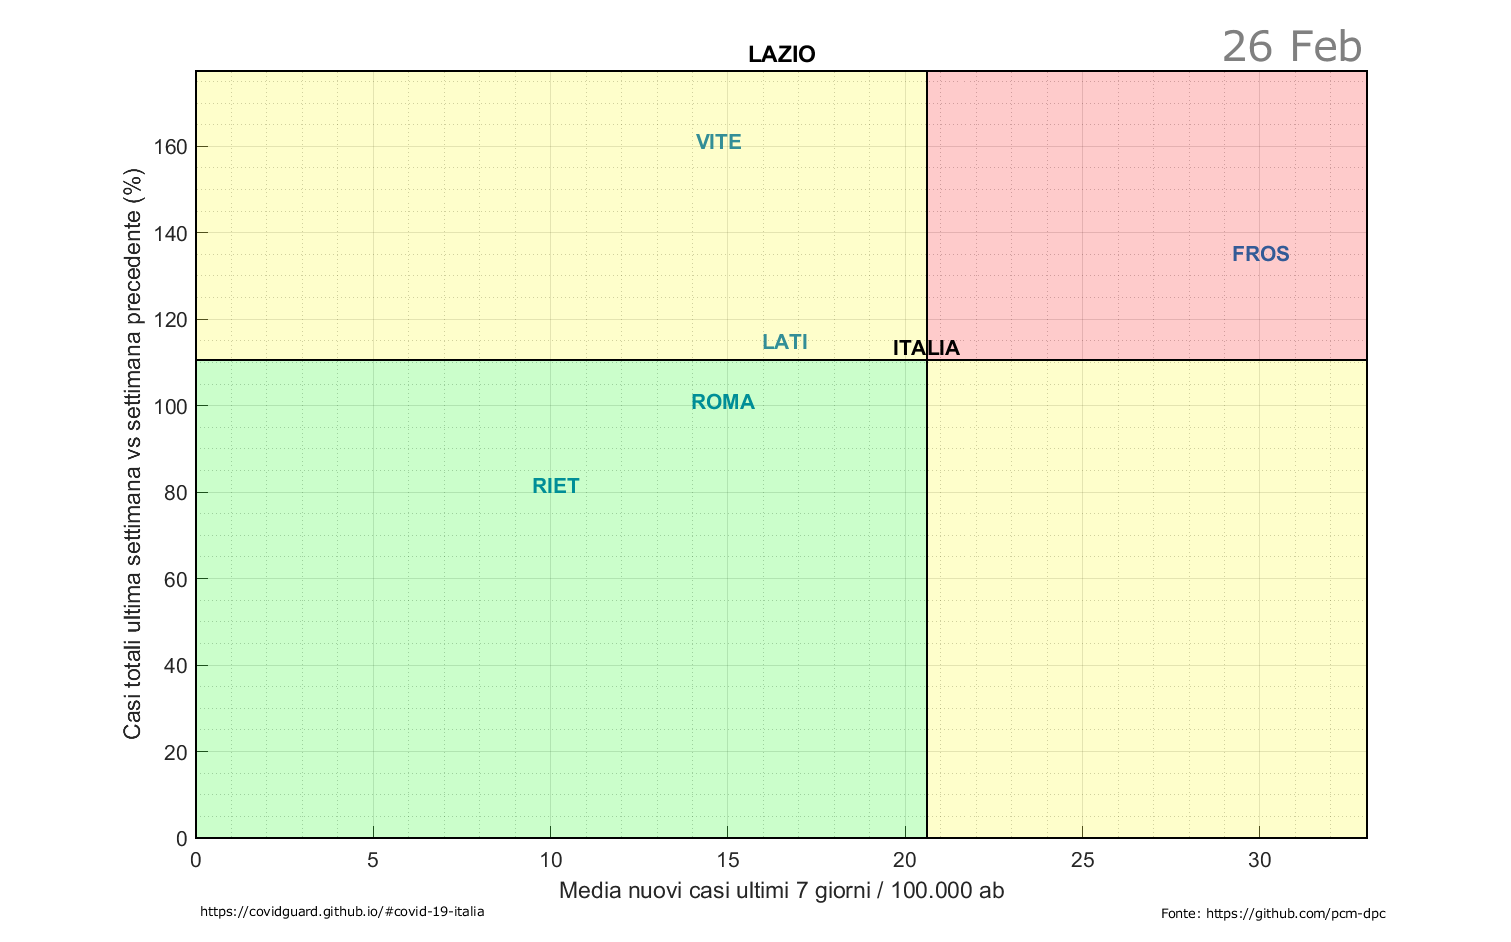 LAZIO
26 Feb
Casi totali ultima settimana vs settimana precedente (%)
160
140
120
100
80
60
40
20
0
VITE
FROS
LATI
ITALIA
ROMA
RIET
0 5 10 15 20 25 30
Media nuovi casi ultimi 7 giorni / 100.000 ab
https://covidguard.github.io/#covid-19-italia
Fonte: https://github.com/pcm-dpc